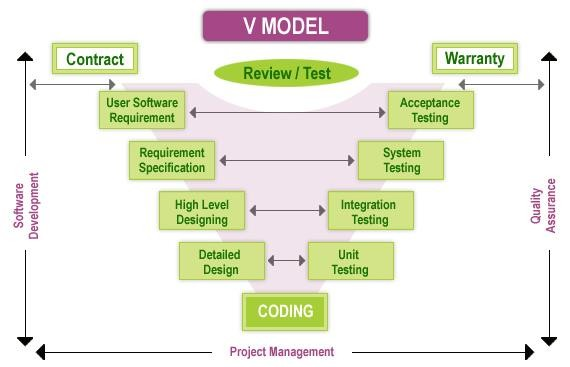 V MODEL
Contract
Warranty
Review / Test
User Software
Requirement
Acceptance
Testing
Requirement
Specification
System
Testing
High Level
Designing
Integration
Testing
Detailed
Design
Unit
Testing
CODING
Software
Development
Quality
Assurance
Project Management